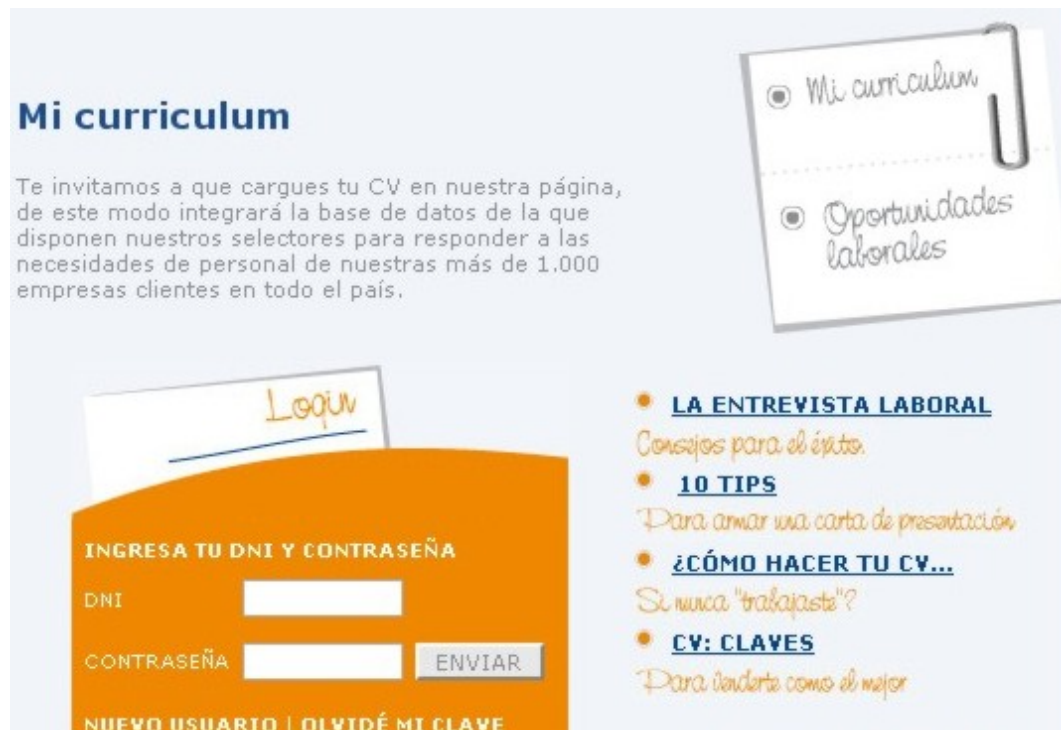 Mi curriculum
Te invitamos a que cargues tu CV en nuestra página,
de este modo integrará la base de datos de la que
disponen nuestros selectores para responder a las
necesidades de personal de nuestras más de 1.000
empresas clientes en todo el país.
Mi curriculum
Oportunidades
laborales
Login
INGRESA TU DNI Y CONTRASEÑA
DNI
CONTRASEÑA
ENVIAR
NUEVO USUARIO | OLVIDÉ MI CLAVE
LA ENTREVISTA LABORAL
Consejos para el éxito.
10 TIPS
Para armar una carta de presentación
¿CÓMO HACER TU CV...
Si nunca "trabajaste"?
CV: CLAVES
Para venderte como el mejor